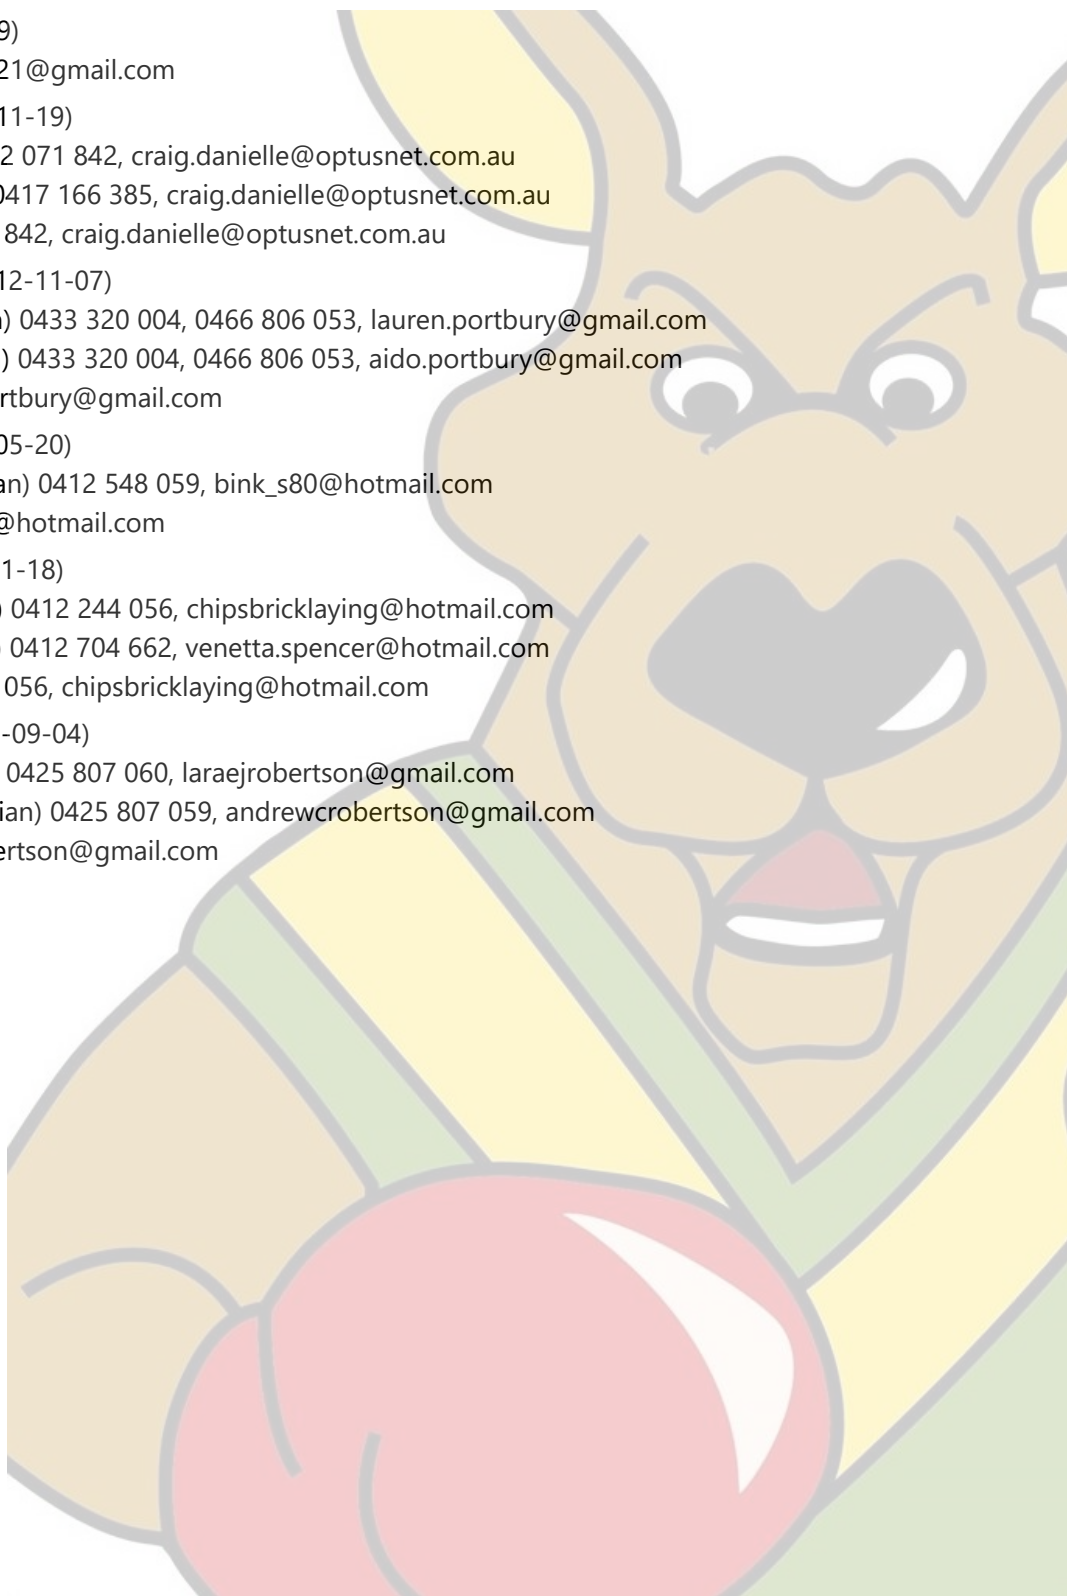 9)
21@gmail.com
11-19)
2 071 842, craig.danielle@optusnet.com.au
0417 166 385, craig.danielle@optusnet.com.au
842, craig.danielle@optusnet.com.au
12-11-07)
) 0433 320 004, 0466 806 053, lauren.portbury@gmail.com
) 0433 320 004, 0466 806 053, aido.portbury@gmail.com
rtbury@gmail.com
05-20)
an) 0412 548 059, bink_s80@hotmail.com
@hotmail.com
1-18)
) 0412 244 056, chipsbricklaying@hotmail.com
) 0412 704 662, venetta.spencer@hotmail.com
056, chipsbricklaying@hotmail.com
-09-04)
0425 807 060, laraejrobertson@gmail.com
ian) 0425 807 059, andrewcrobertson@gmail.com
ertson@gmail.com